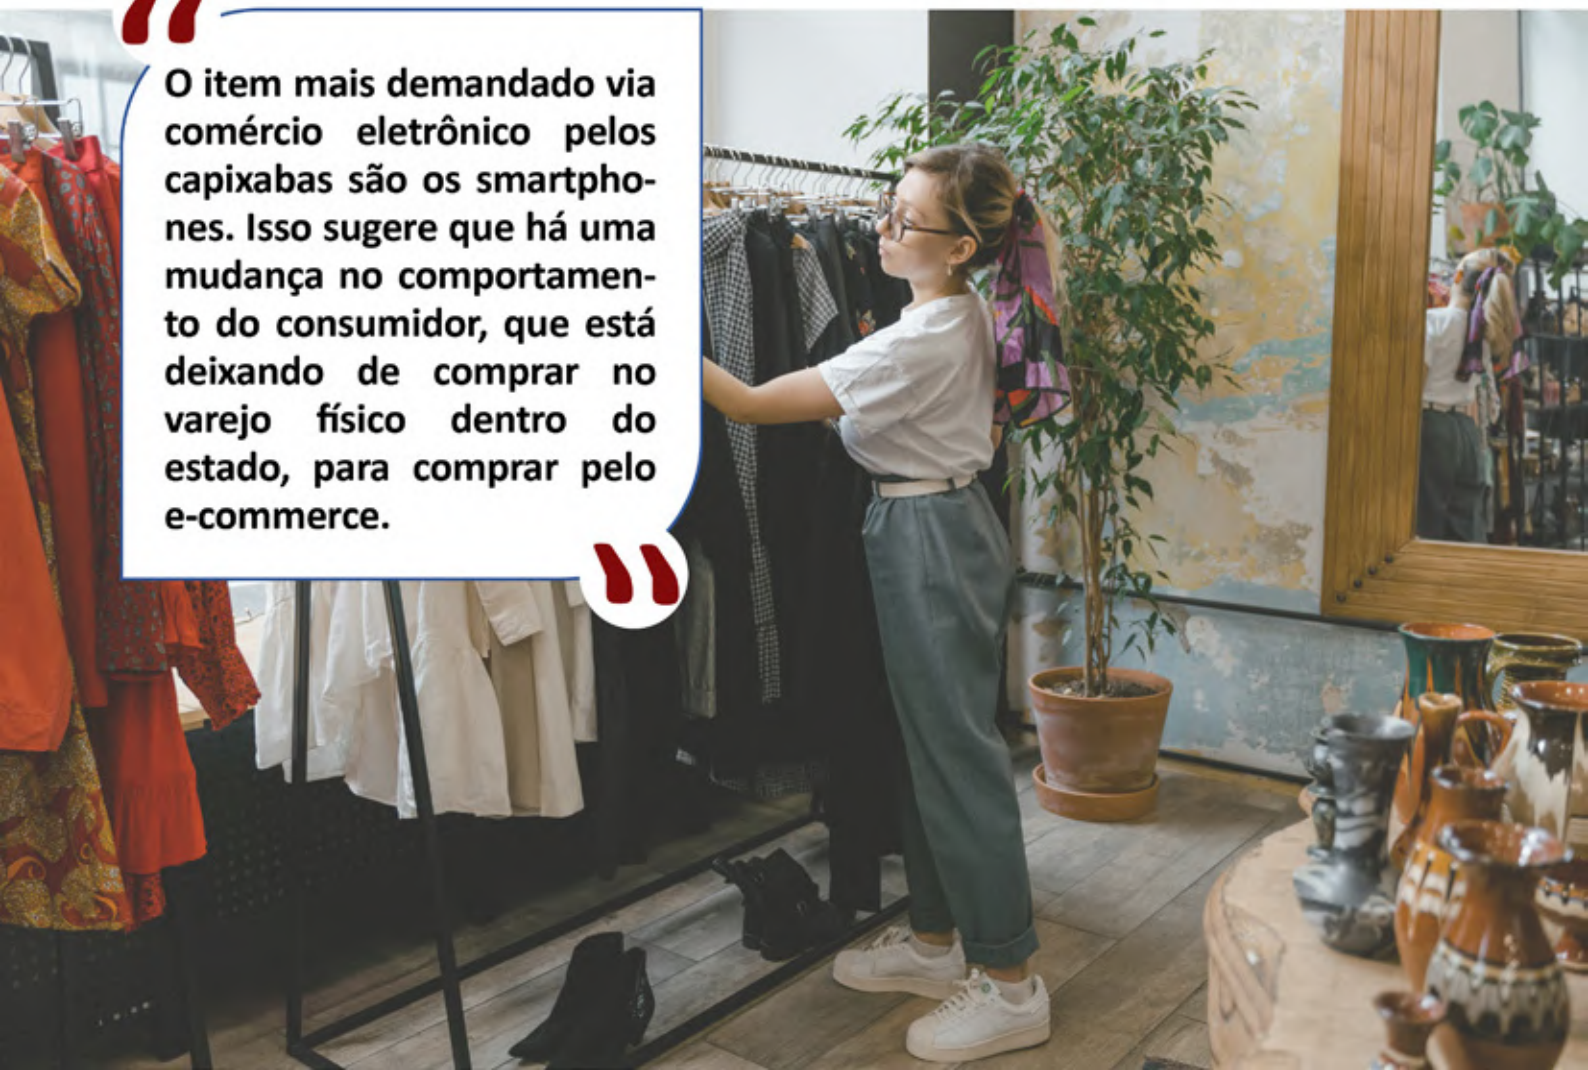 O item mais demandado via
comércio eletrônico pelos
capixabas são os smartpho-
nes. Isso sugere que há uma
mudança no comportamen-
to do consumidor, que está
deixando de comprar no
varejo físico dentro do
estado, para comprar pelo
e-commerce.